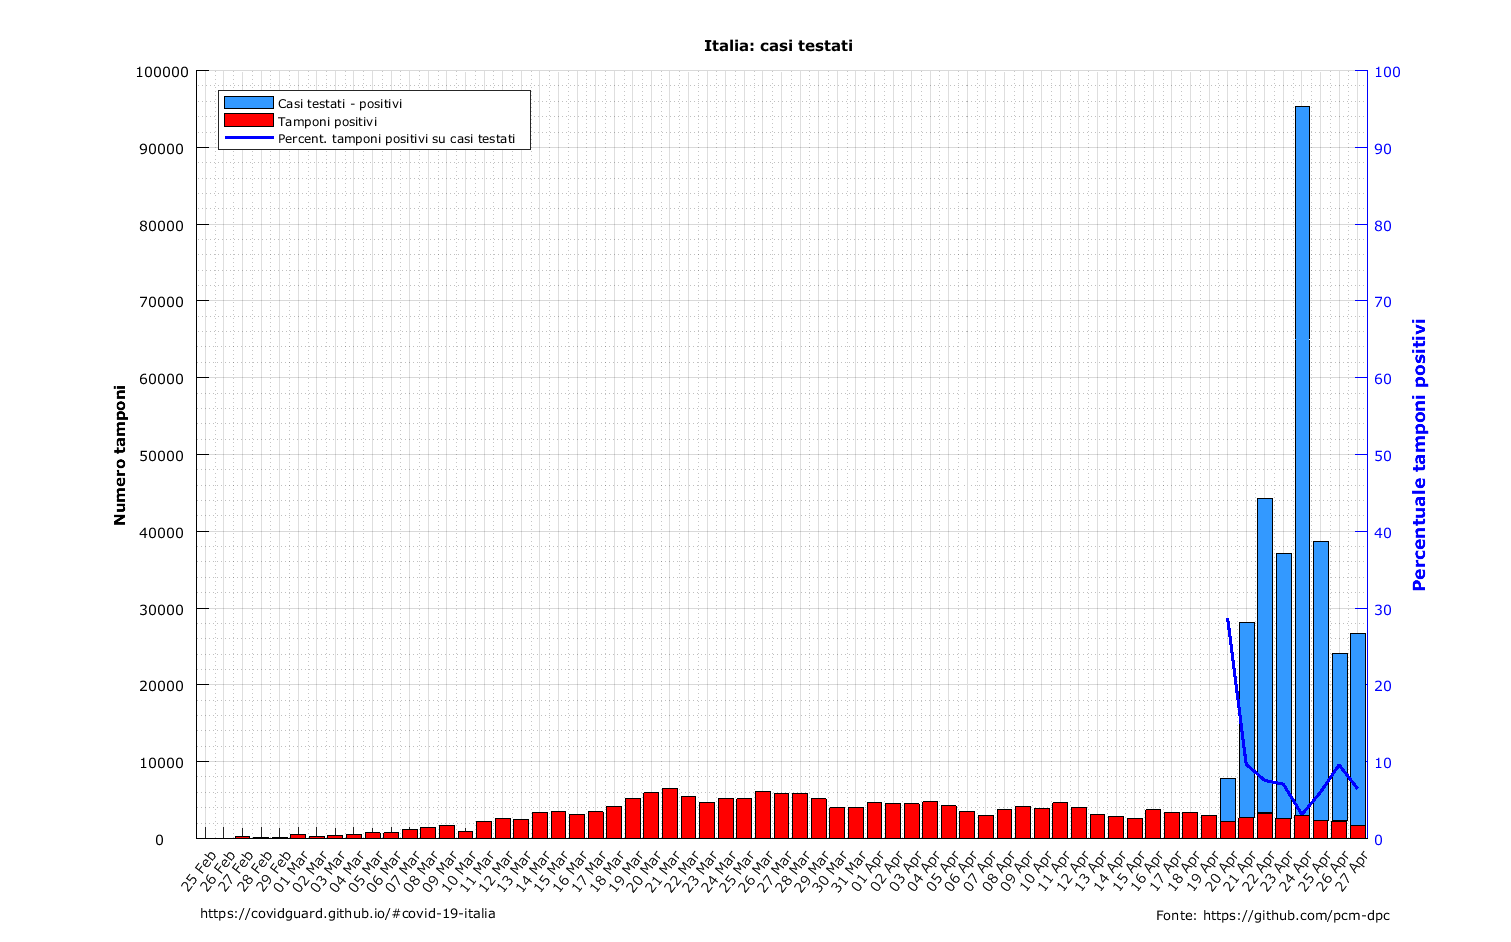 Italia: casi testati
Casi testati - positivi
Tamponi positivi
Percent. tamponi positivi su casi testati
Numero tamponi
100000
90000
80000
70000
60000
50000
40000
30000
20000
10000
0
Percentuale tamponi positivi
100
90
80
70
60
50
40
30
20
10
0
25 Feb
26 Feb
27 Feb
28 Feb
29 Feb
01 Mar
02 Mar
03 Mar
04 Mar
05 Mar
06 Mar
07 Mar
08 Mar
09 Mar
10 Mar
11 Mar
12 Mar
13 Mar
14 Mar
15 Mar
16 Mar
17 Mar
18 Mar
19 Mar
20 Mar
21 Mar
22 Mar
23 Mar
24 Mar
25 Mar
26 Mar
27 Mar
28 Mar
29 Mar
30 Mar
31 Mar
01 Apr
02 Apr
03 Apr
04 Apr
05 Apr
06 Apr
07 Apr
08 Apr
09 Apr
10 Apr
11 Apr
12 Apr
13 Apr
14 Apr
15 Apr
16 Apr
17 Apr
18 Apr
19 Apr
20 Apr
21 Apr
22 Apr
23 Apr
24 Apr
25 Apr
26 Apr
27 Apr
https://covidguard.github.io/#covid-19-italia
Fonte: https://github.com/pcm-dpc